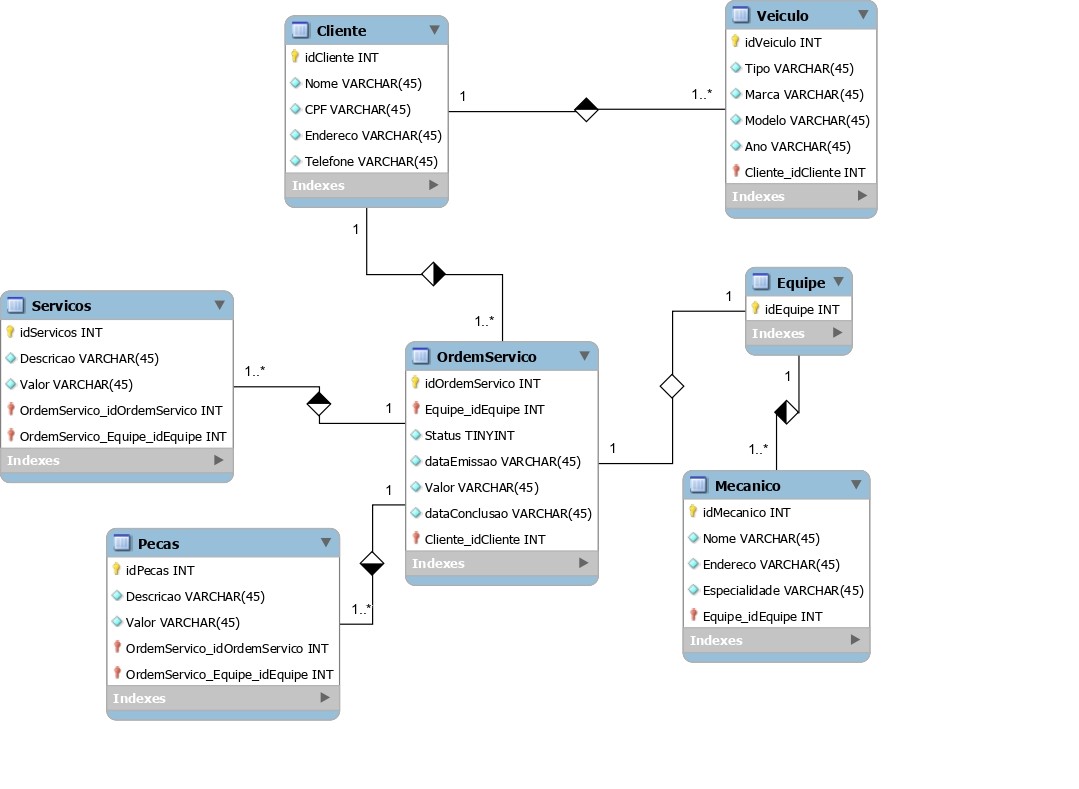 Cliente
idCliente INT
Nome VARCHAR(45)
CPF VARCHAR(45)
Endereco VARCHAR(45)
Telefone VARCHAR(45)
Indexes
1
1..*
Veiculo
idVeiculo INT
Tipo VARCHAR(45)
Marca VARCHAR(45)
Modelo VARCHAR(45)
Ano VARCHAR(45)
Cliente_idCliente INT
Indexes
1
1..*
Servicos
idServicos INT
Descricao VARCHAR(45)
Valor VARCHAR(45)
OrdemServico_idOrdemServico INT
OrdemServico_Equipe_idEquipe INT
Indexes
1..*
1
OrdemServico
idOrdemServico INT
Equipe_idEquipe INT
Status TINYINT
dataEmissao VARCHAR(45)
Valor VARCHAR(45)
dataConclusao VARCHAR(45)
Cliente_idCliente INT
Indexes
1
1
Equipe
idEquipe INT
Indexes
1
1..*
Mecanico
idMecanico INT
Nome VARCHAR(45)
Endereco VARCHAR(45)
Especialidade VARCHAR(45)
Equipe_idEquipe INT
Indexes
1
1..*
Pecas
idPecas INT
Descricao VARCHAR(45)
Valor VARCHAR(45)
OrdemServico_idOrdemServico INT
OrdemServico_Equipe_idEquipe INT
Indexes